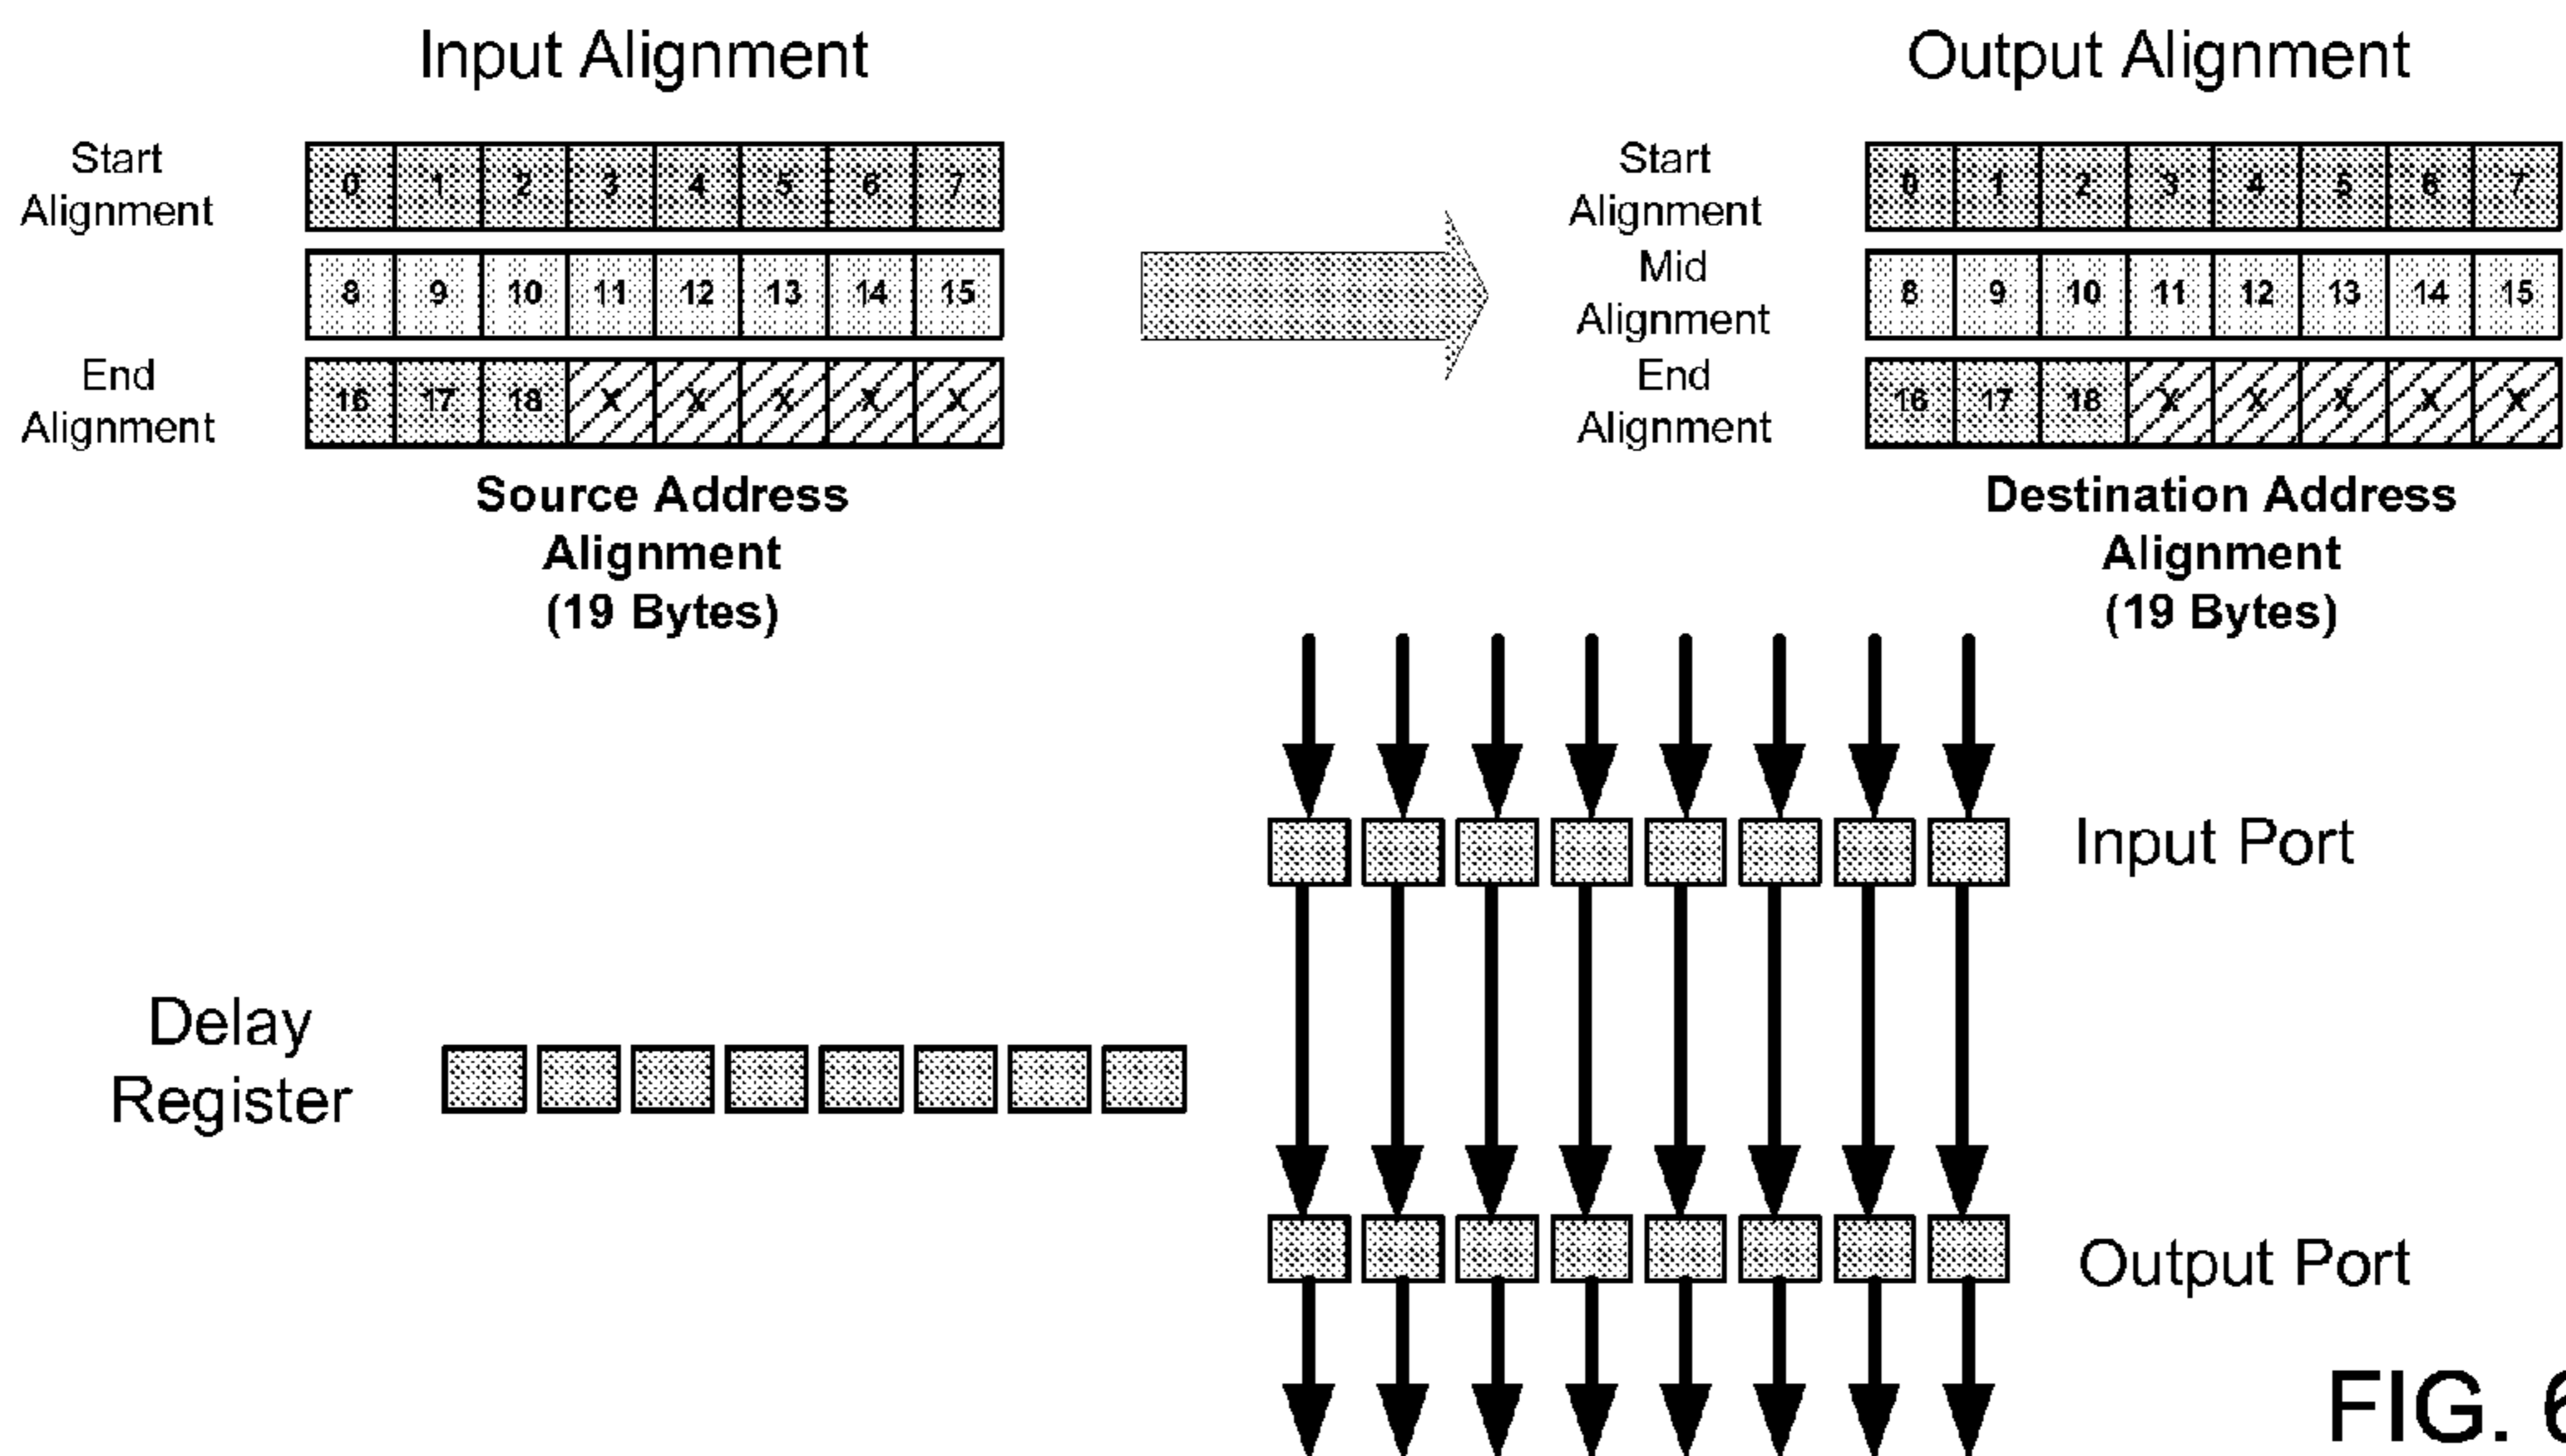 Input Alignment
Output Alignment
Start
Alignment
0 1 2 3 4 5 6 7
8 9 10 11 12 13 14 15
End
Alignment
16 17 18 X X X X X
Source Address
Alignment
(19 Bytes)
Start
Alignment
0 1 2 3 4 5 6 7
Mid
Alignment
8 9 10 11 12 13 14 15
End
Alignment
16 17 18 X X X X X
Destination Address
Alignment
(19 Bytes)
Input Port
Delay
Register
Output Port
FIG. 6